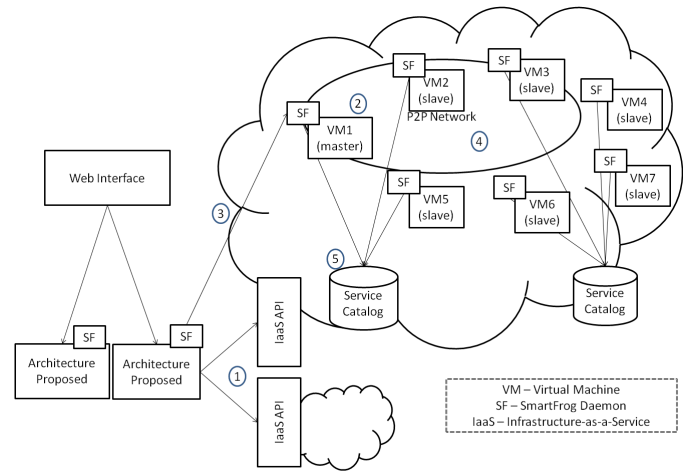 SF
VM2
(slave)
SF
VM3
(slave)
SF
VM4
(slave)
SF
VM1
(master)
2
P2P Network
4
SF
VM7
(slave)
SF
VM5
(slave)
SF
VM6
(slave)
Web Interface
3
5
Service
Catalog
Service
Catalog
IaaS API
SF
Architecture
Proposed
SF
Architecture
Proposed
1
IaaS API
VM – Virtual Machine
SF – SmartFrog Daemon
IaaS – Infrastructure-as-a-Service